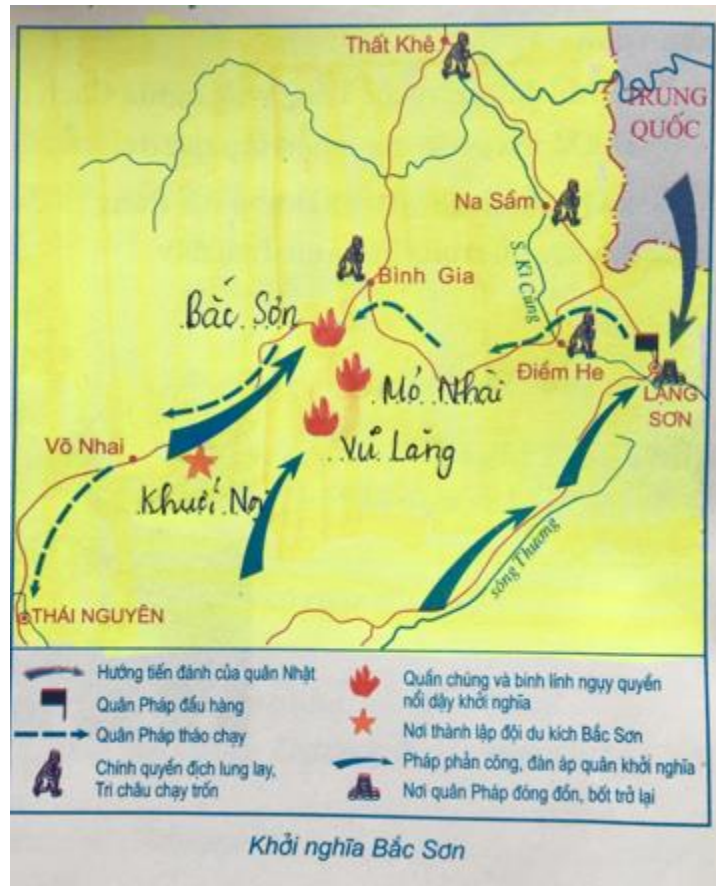 Thất Khê
TRUNG
QUỐC
Na Sầm
S. Kì Cùng
Bình Gia
Bắc Sơn
Điềm He
LẠNG
SƠN
Mỏ Nhài
Võ Nhai
Vũ Lăng
Khuổi Nọi
sông Thương
THÁI NGUYÊN
Hướng tiến đánh của quân Nhật
Quân Pháp đầu hàng
Quân Pháp tháo chạy
Chính quyền địch lung lay,
Tri châu chạy trốn
Quần chúng và binh lính ngụy quyền
nổi dậy khởi nghĩa
Nơi thành lập đội du kích Bắc Sơn
Pháp phản công, đàn áp quân khởi nghĩa
Nơi quân Pháp đóng đồn, bốt trở lại
Khởi nghĩa Bắc Sơn